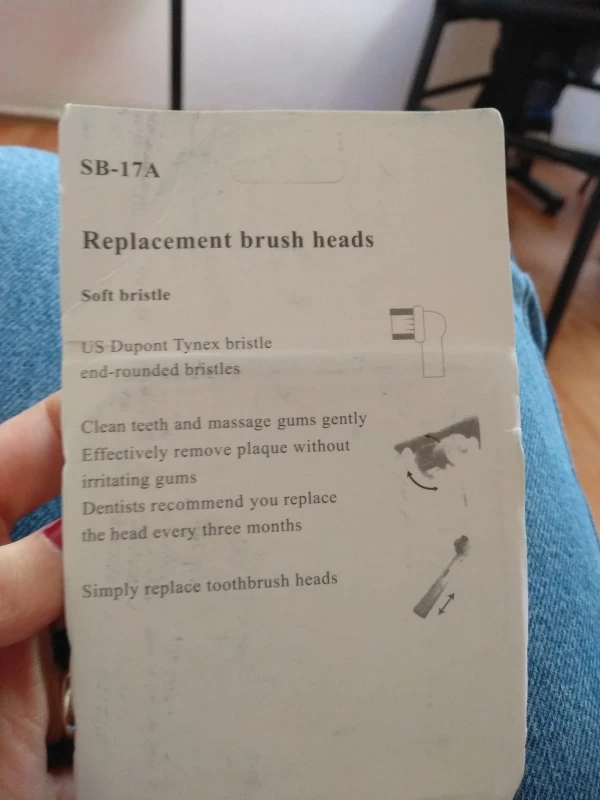 SB-17A
Replacement brush heads
Soft bristle
US Dupont Tynex bristle
end-rounded bristles
Clean teeth and massage gums gently
Effectively remove plaque without
irritating gums
Dentists recommend you replace
the head every three months
Simply replace toothbrush heads